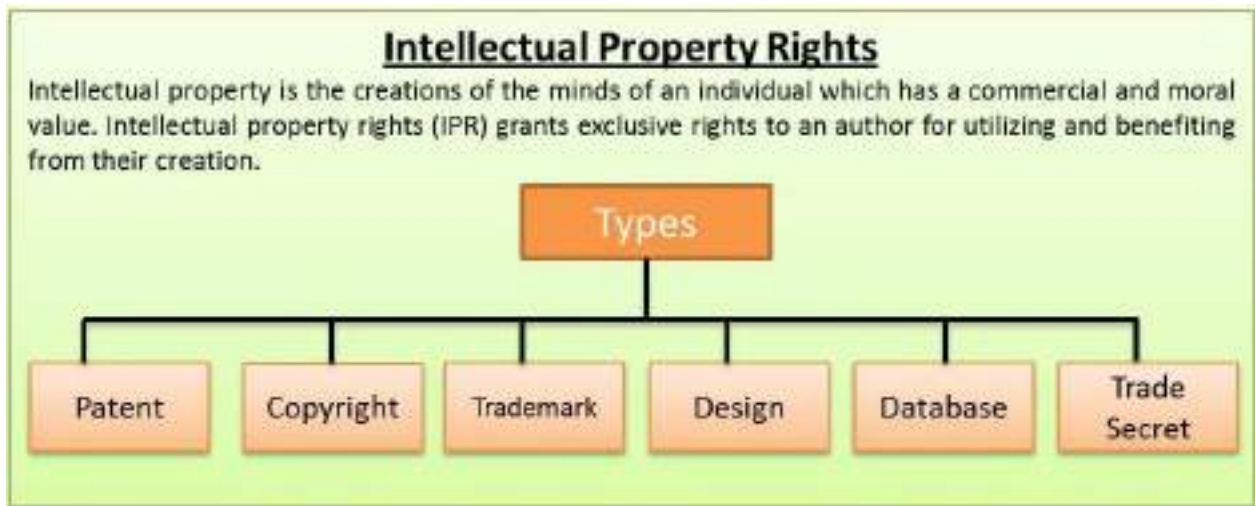 Intellectual Property Rights
Intellectual property is the creations of the minds of an individual which has a commercial and moral
value. Intellectual property rights (IPR) grants exclusive rights to an author for utilizing and benefiting
from their creation.
Types
Patent
Copyright
Trademark
Design
Database
Trade
Secret